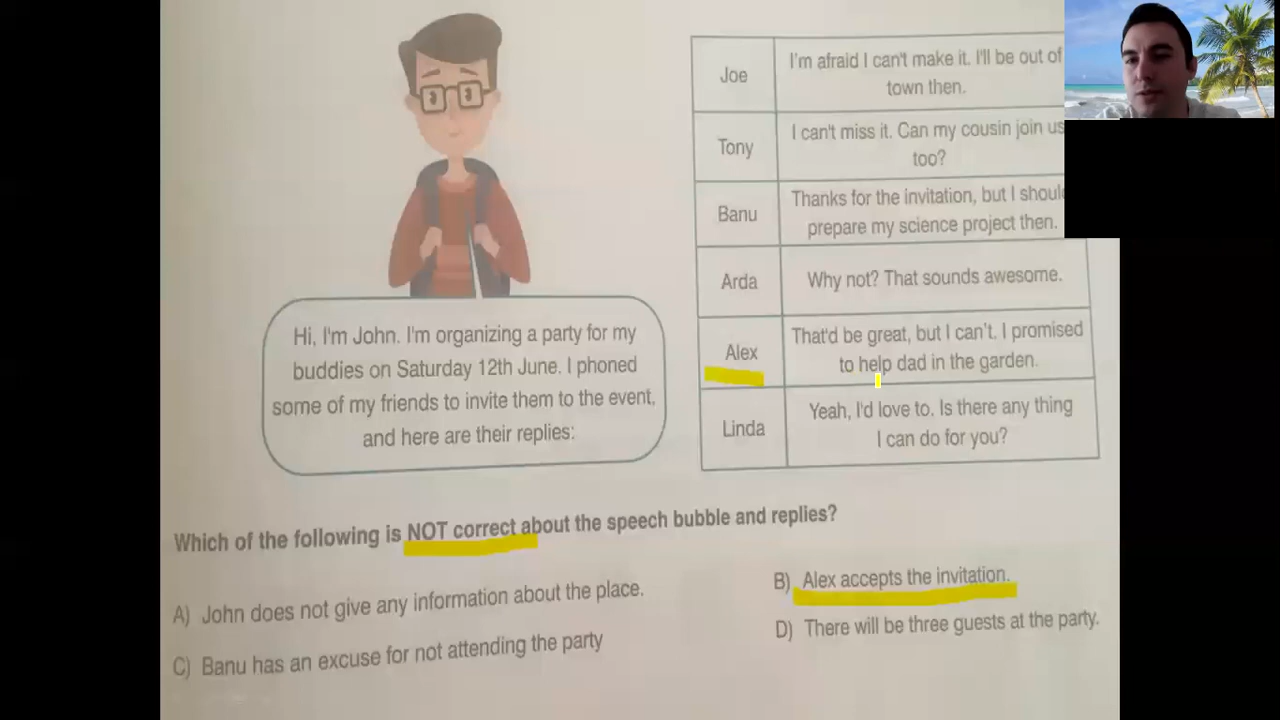 Hi, I'm John. I'm organizing a party for my
buddies on Saturday 12th June. I phoned
some of my friends to invite them to the event,
and here are their replies:
Joe
I'm afraid I can't make it. I'll be out of
town then.
Tony
I can't miss it. Can my cousin join us
too?
Banu
Thanks for the invitation, but I should
prepare my science project then.
Arda
Why not? That sounds awesome.
Alex
That'd be great, but I can't. I promised
to help dad in the garden.
Linda
Yeah, I'd love to. Is there any thing
I can do for you?
Which of the following is NOT correct about the speech bubble and replies?
A) John does not give any information about the place.
B) Alex accepts the invitation.
C) Banu has an excuse for not attending the party
D) There will be three guests at the party.